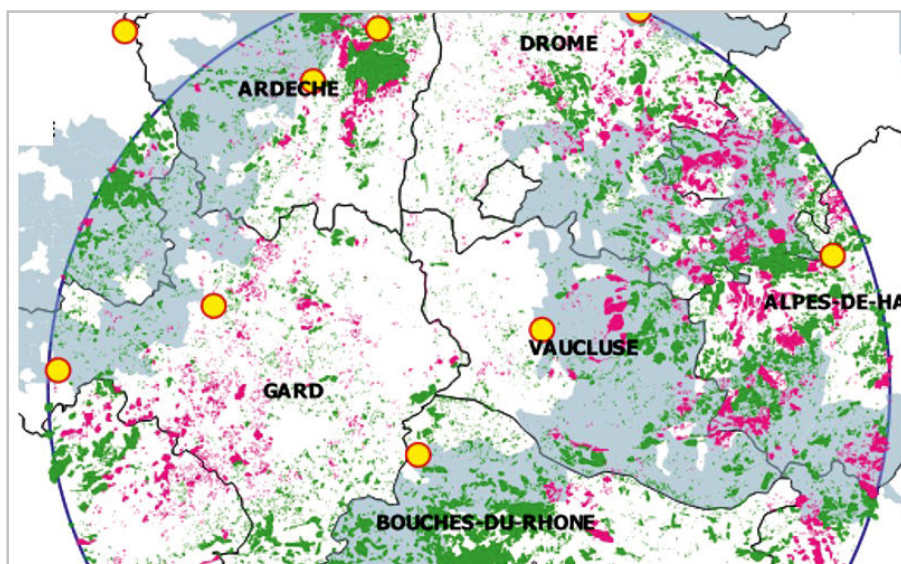 DROME
ARDECHE
ALPES-DE-HA
VAUCLUSE
GARD
BOUCHES-DU-RHONE